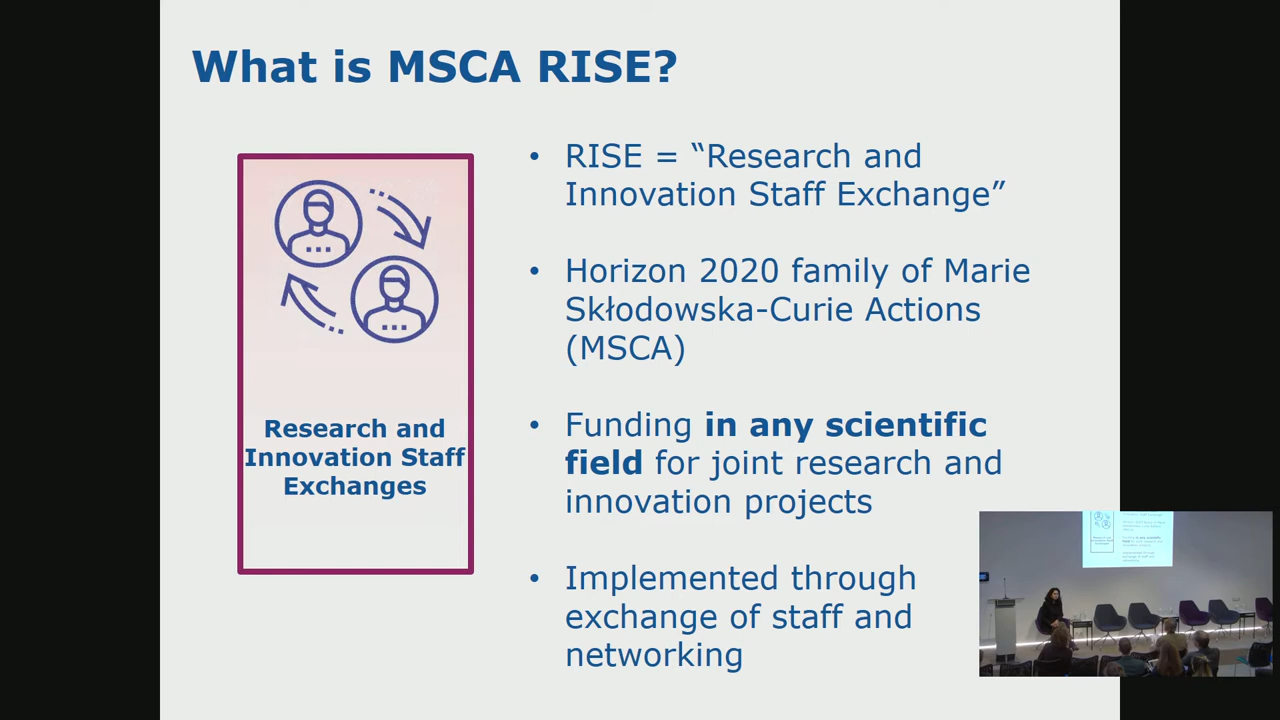 What is MSCA RISE?
Research and
Innovation Staff
Exchanges
• RISE = “Research and
Innovation Staff Exchange”
• Horizon 2020 family of Marie
Skłodowska-Curie Actions
(MSCA)
• Funding in any scientific
field for joint research and
innovation projects
• Implemented through
exchange of staff and
networking